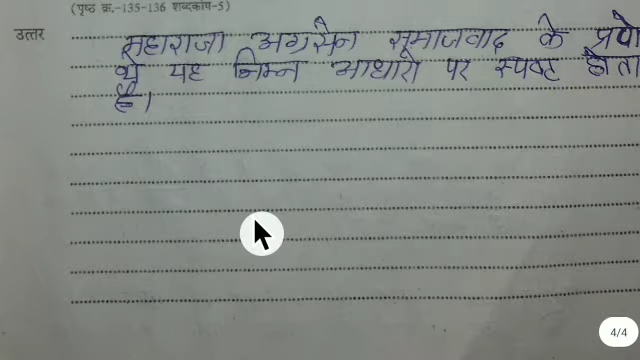 (पृष्ठ क्र.-135-136 शब्दकोष-5)
उत्तर
महाराजा अग्रसेन समाजवाद के प्रणे
थे यह निम्न आधारो पर स्पष्ट होता
है।
4/4